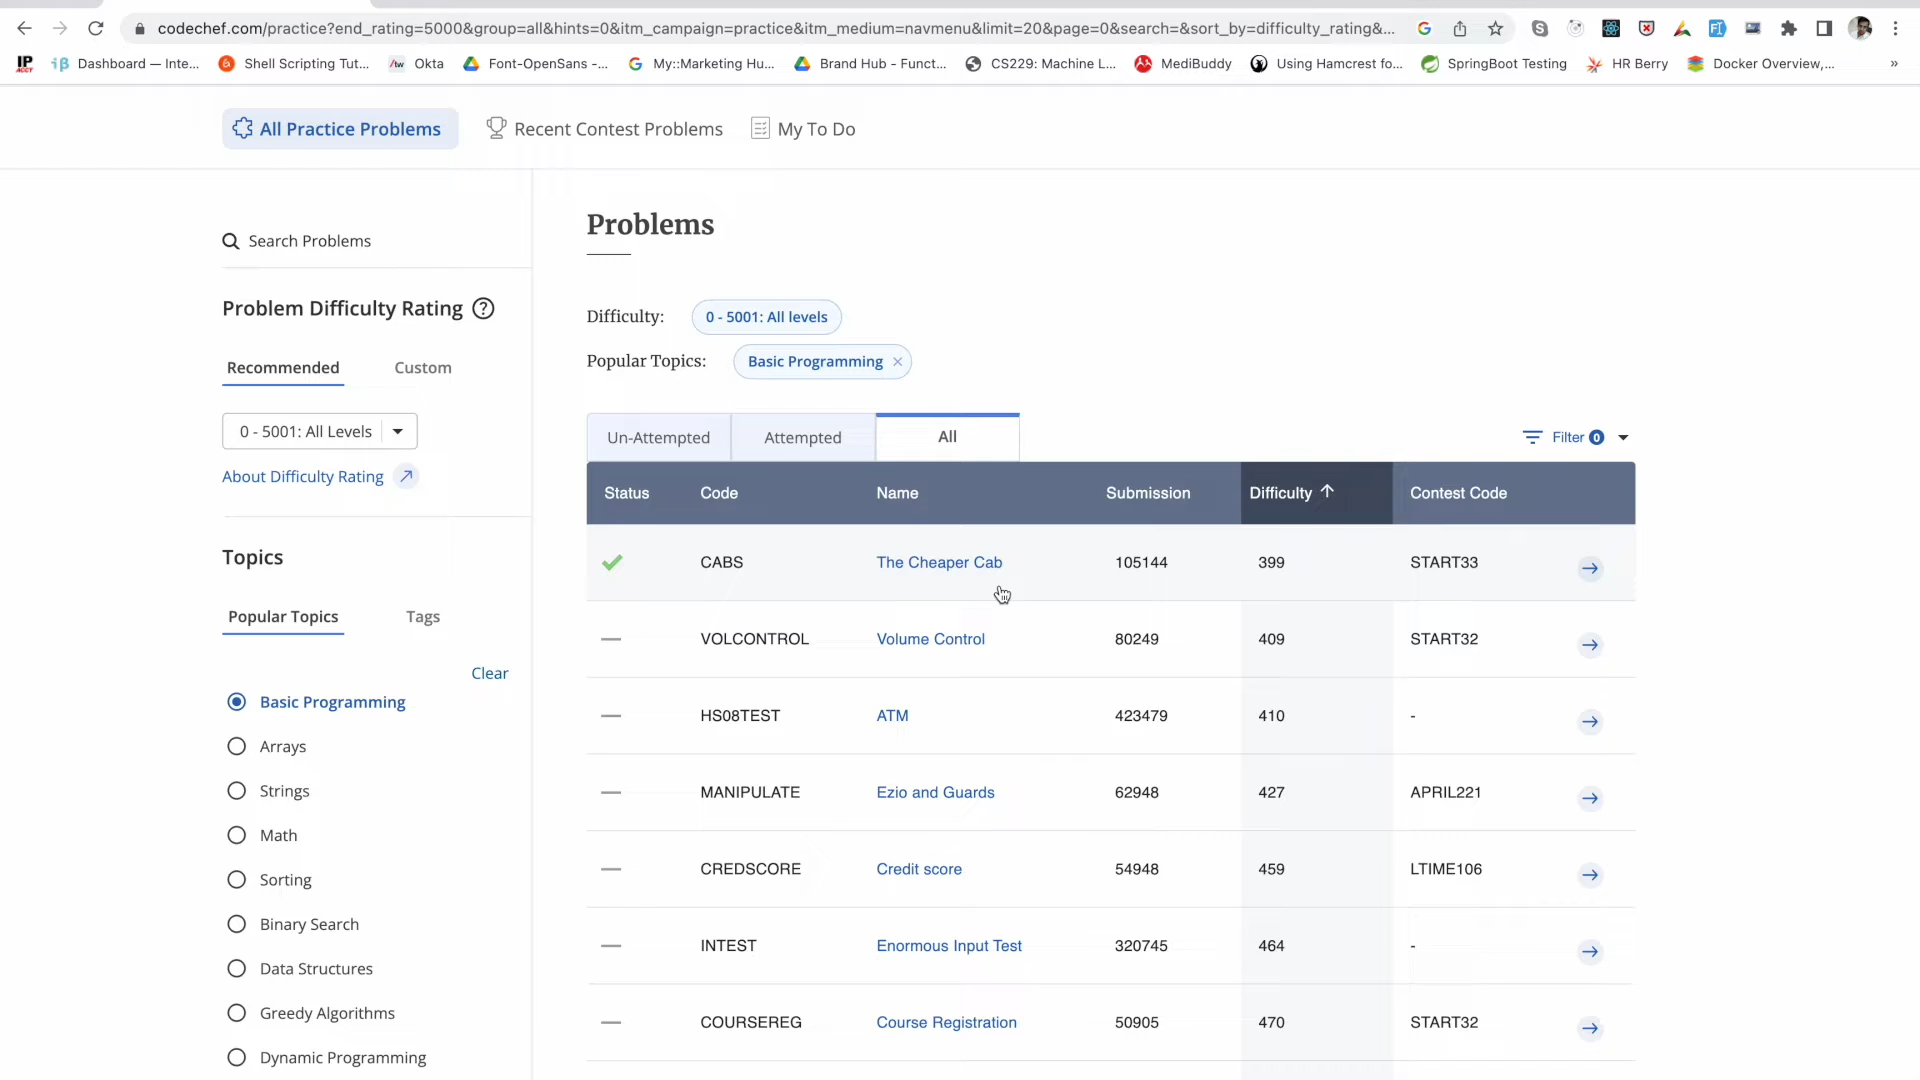 codechef.com/practice?end_rating=5000&group=all&hints=0&itm_campaign=practice&itm_medium=navmenu&limit=20&page=0&search=&sort_by=difficulty_rating&...
IP
ACCT
Dashboard — Inte...
Shell Scripting Tut...
/tw Okta
Font-OpenSans -...
My::Marketing Hu...
Brand Hub - Funct...
CS229: Machine L...
MediBuddy
Using Hamcrest fo...
SpringBoot Testing
HR Berry
Docker Overview,...
»
All Practice Problems
Recent Contest Problems
My To Do
Search Problems
Problem Difficulty Rating ?
Recommended Custom
0 - 5001: All Levels
About Difficulty Rating
Topics
Popular Topics Tags
Clear
Basic Programming
Arrays
Strings
Math
Sorting
Binary Search
Data Structures
Greedy Algorithms
Dynamic Programming
Problems
Difficulty: 0 - 5001: All levels
Popular Topics: Basic Programming ×
Un-Attempted Attempted All
Filter 0
Status Code Name Submission Difficulty ↑ Contest Code
CABS The Cheaper Cab 105144 399 START33
VOLCONTROL Volume Control 80249 409 START32
HS08TEST ATM 423479 410 -
MANIPULATE Ezio and Guards 62948 427 APRIL221
CREDSCORE Credit score 54948 459 LTIME106
INTEST Enormous Input Test 320745 464 -
COURSEREG Course Registration 50905 470 START32